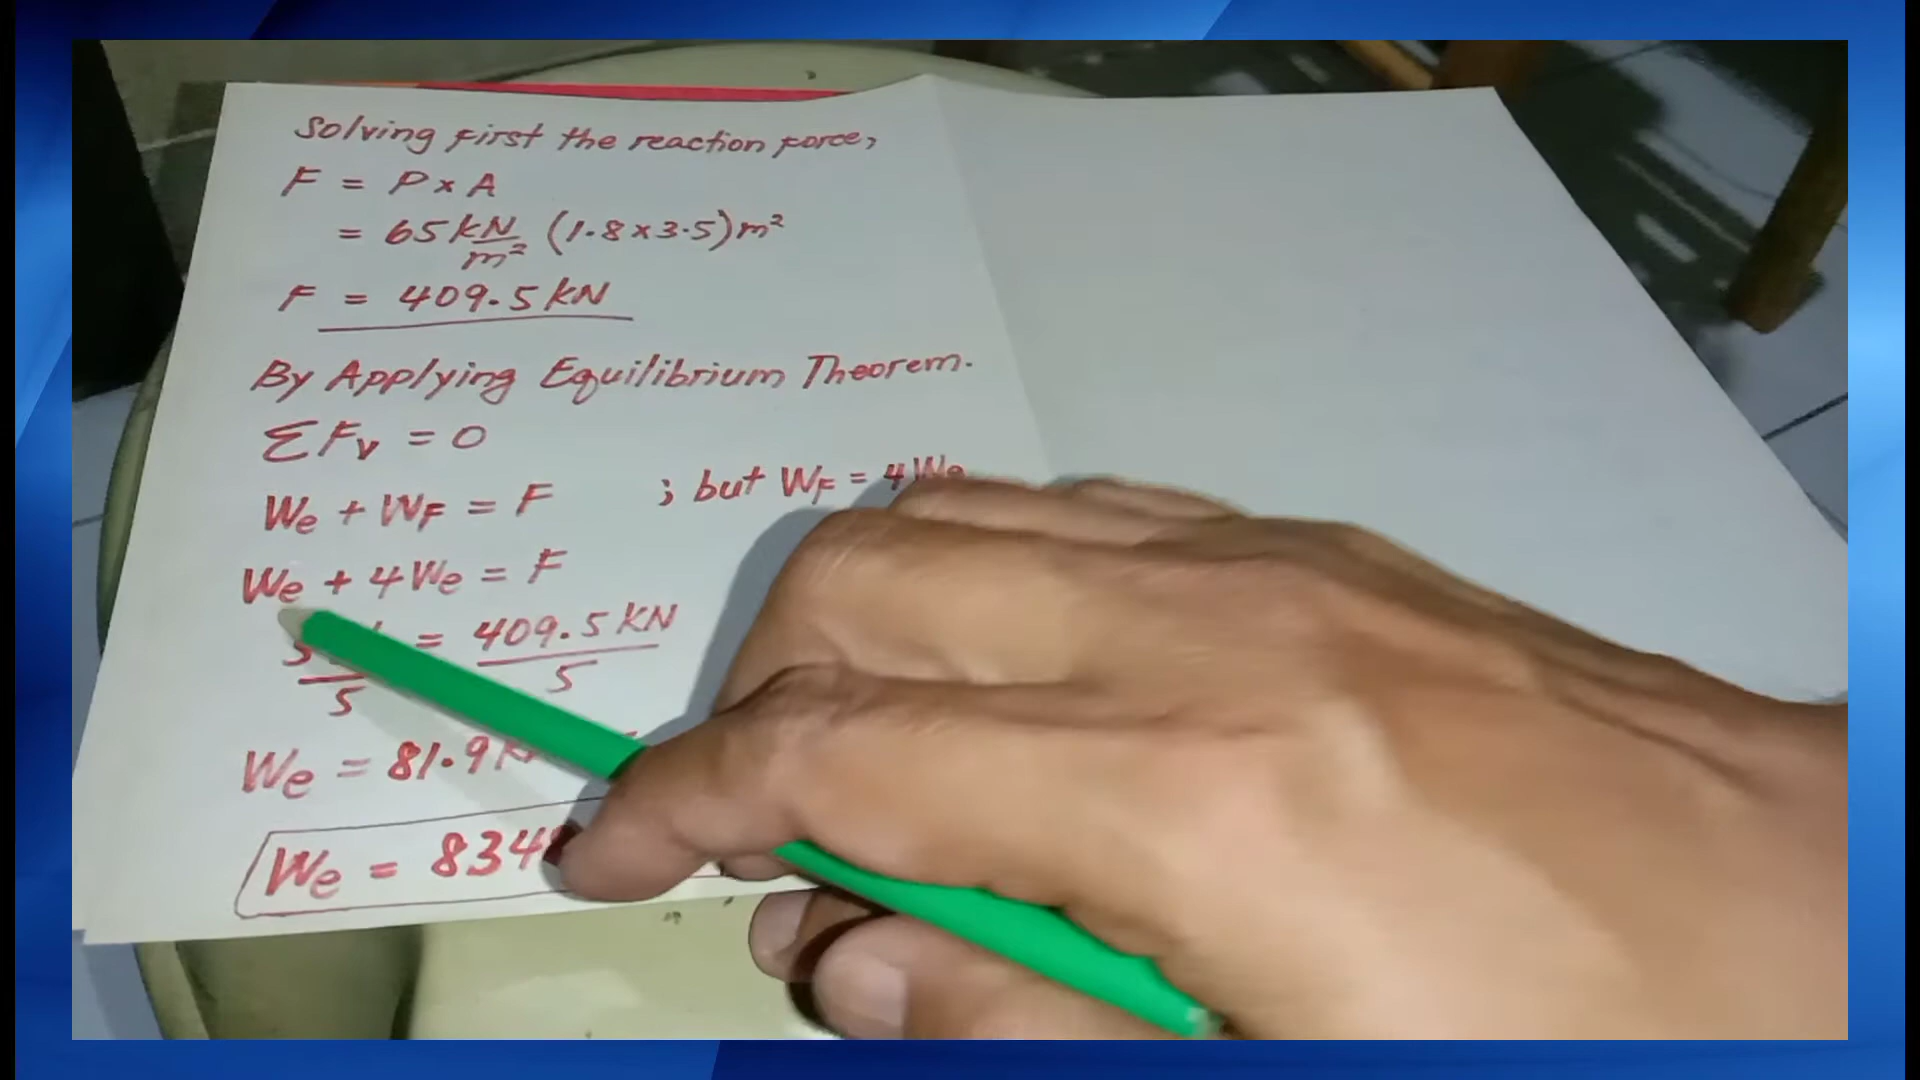 Solving first the reaction force,
F = P x A
= 65 kN/m² (1.8 x 3.5) m²
F = 409.5 kN
By Applying Equilibrium Theorem.
ΣFv = 0
We + WF = F ; but WF = 4We
We + 4We = F
5 = 409.5 kN
5 5
We = 81.9
We = 834